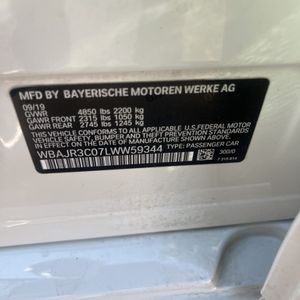 MFD BY BAYERISCHE MOTOREN WERKE AG
09/19
GVWR 4850 lbs 2200 kg
GAWR FRONT 2315 lbs 1050 kg
GAWR REAR 2745 lbs 1245 kg
THIS VEHICLE CONFORMS TO ALL APPLICABLE U.S. FEDERAL MOTOR
VEHICLE SAFETY, BUMPER AND THEFT PREVENTION STANDARDS
IN EFFECT ON THE DATE OF MANUFACTURE SHOWN ABOVE.
WBAJR3C07LWW59344 TYPE: PASSENGER CAR
300/0